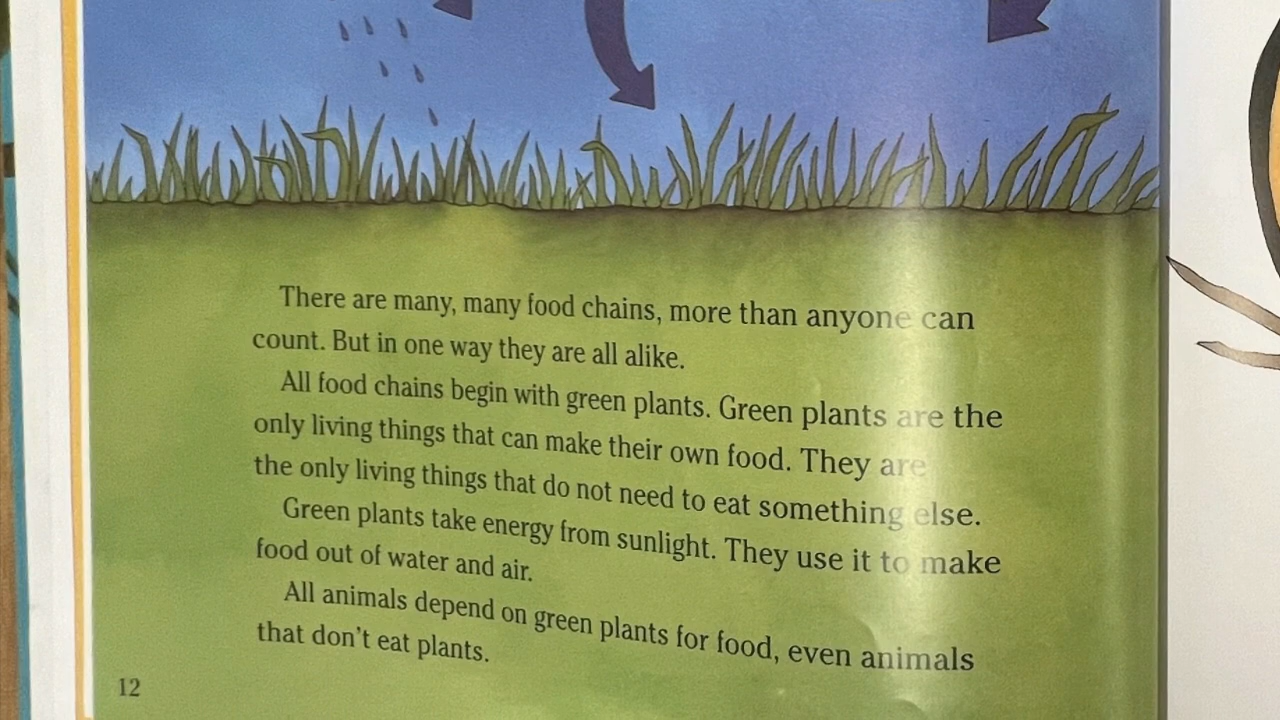 There are many, many food chains, more than anyone can
count. But in one way they are all alike.
All food chains begin with green plants. Green plants are the
only living things that can make their own food. They are
the only living things that do not need to eat something else.
Green plants take energy from sunlight. They use it to make
food out of water and air.
All animals depend on green plants for food, even animals
that don't eat plants.
12